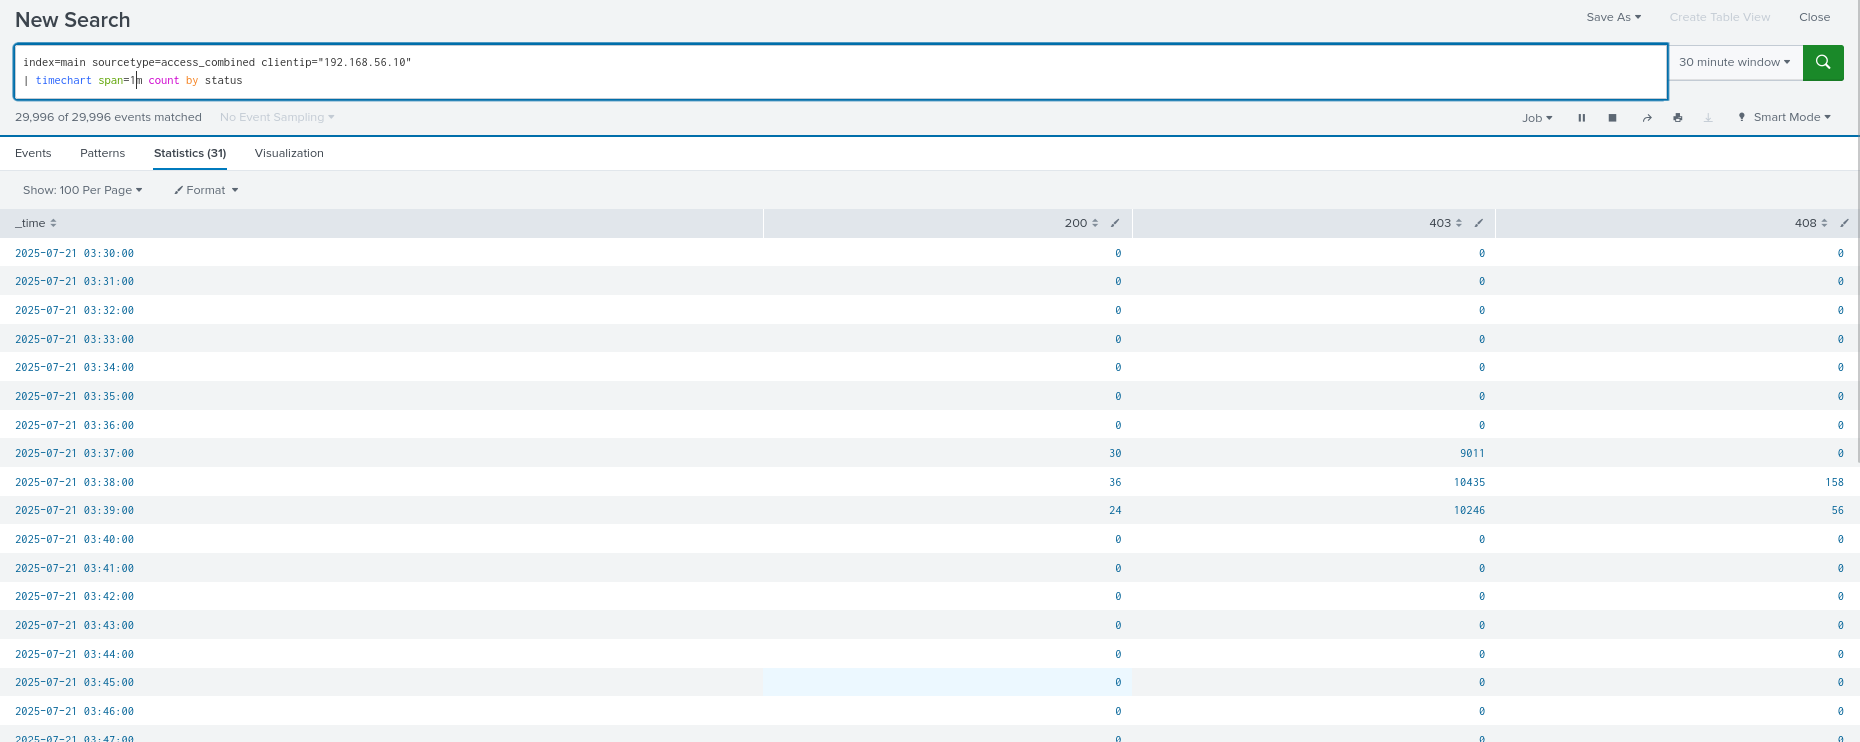 New Search
Save As Create Table View Close
index=main sourcetype=access_combined clientip="192.168.56.10"
| timechart span=1m count by status
30 minute window
29,996 of 29,996 events matched No Event Sampling
Job Smart Mode
Events Patterns Statistics (31) Visualization
Show: 100 Per Page Format
_time 200 403 408
2025-07-21 03:30:00 0 0 0
2025-07-21 03:31:00 0 0 0
2025-07-21 03:32:00 0 0 0
2025-07-21 03:33:00 0 0 0
2025-07-21 03:34:00 0 0 0
2025-07-21 03:35:00 0 0 0
2025-07-21 03:36:00 0 0 0
2025-07-21 03:37:00 30 9011 0
2025-07-21 03:38:00 36 10435 158
2025-07-21 03:39:00 24 10246 56
2025-07-21 03:40:00 0 0 0
2025-07-21 03:41:00 0 0 0
2025-07-21 03:42:00 0 0 0
2025-07-21 03:43:00 0 0 0
2025-07-21 03:44:00 0 0 0
2025-07-21 03:45:00 0 0 0
2025-07-21 03:46:00 0 0 0
2025-07-21 03:47:00 0 0 0